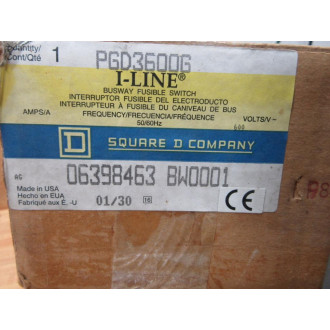 Quantity/
Cont/Qté 1
PGD3600G
I-LINE®
BUSWAY FUSIBLE SWITCH
INTERRUPTOR FUSIBLE DEL ELECTRODUCTO
INTERRUPTEUR À FUSIBLE DU CANIVEAU DE BUS
AMPS/A FREQUENCY/FRECUENCIA/FRÉQUENCE VOLTS/V~
50/60Hz 600
D SQUARE D COMPANY
AG 06398463 BW0001
Made in USA
Hecho en EUA
Fabriqué aux É.-U 01/30 CE